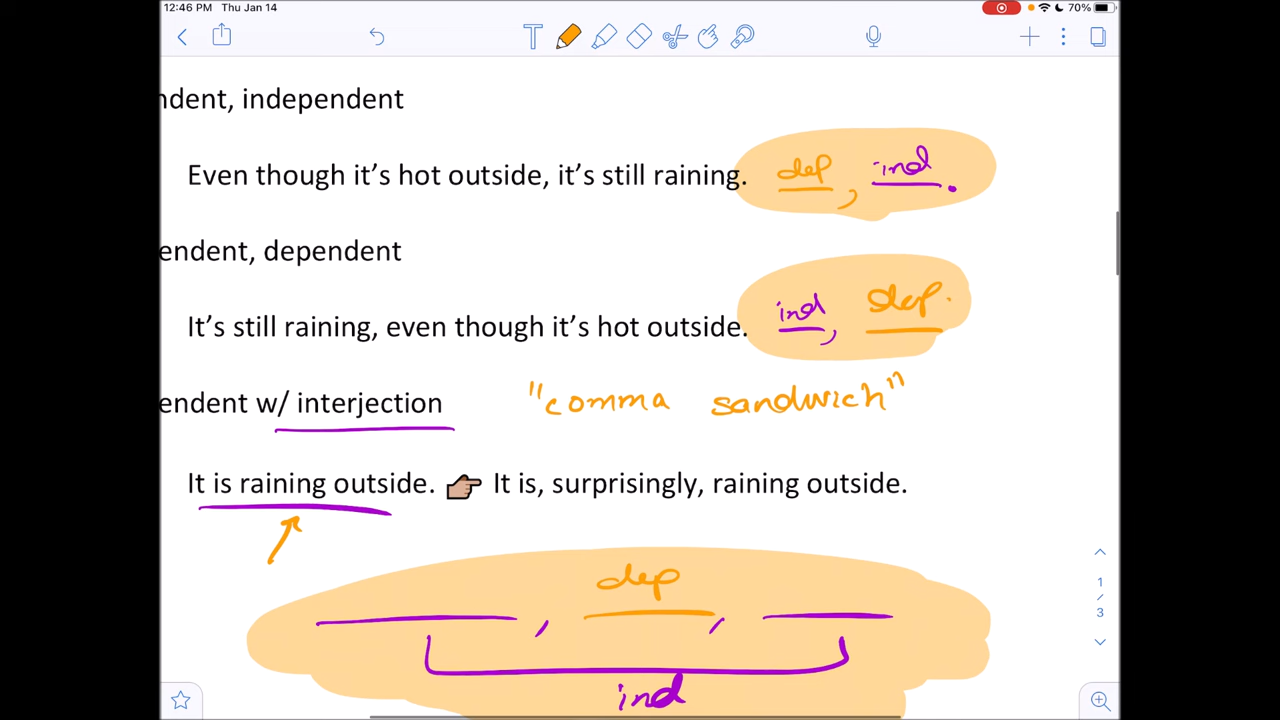 12:46 PM Thu Jan 14
70%
T
ndent, independent
Even though it's hot outside, it's still raining. dep, ind.
endent, dependent
It's still raining, even though it's hot outside. ind, dep.
endent w/ interjection "comma sandwich"
It is raining outside. 👉 It is, surprisingly, raining outside.
dep
, ,
ind
1
/
3